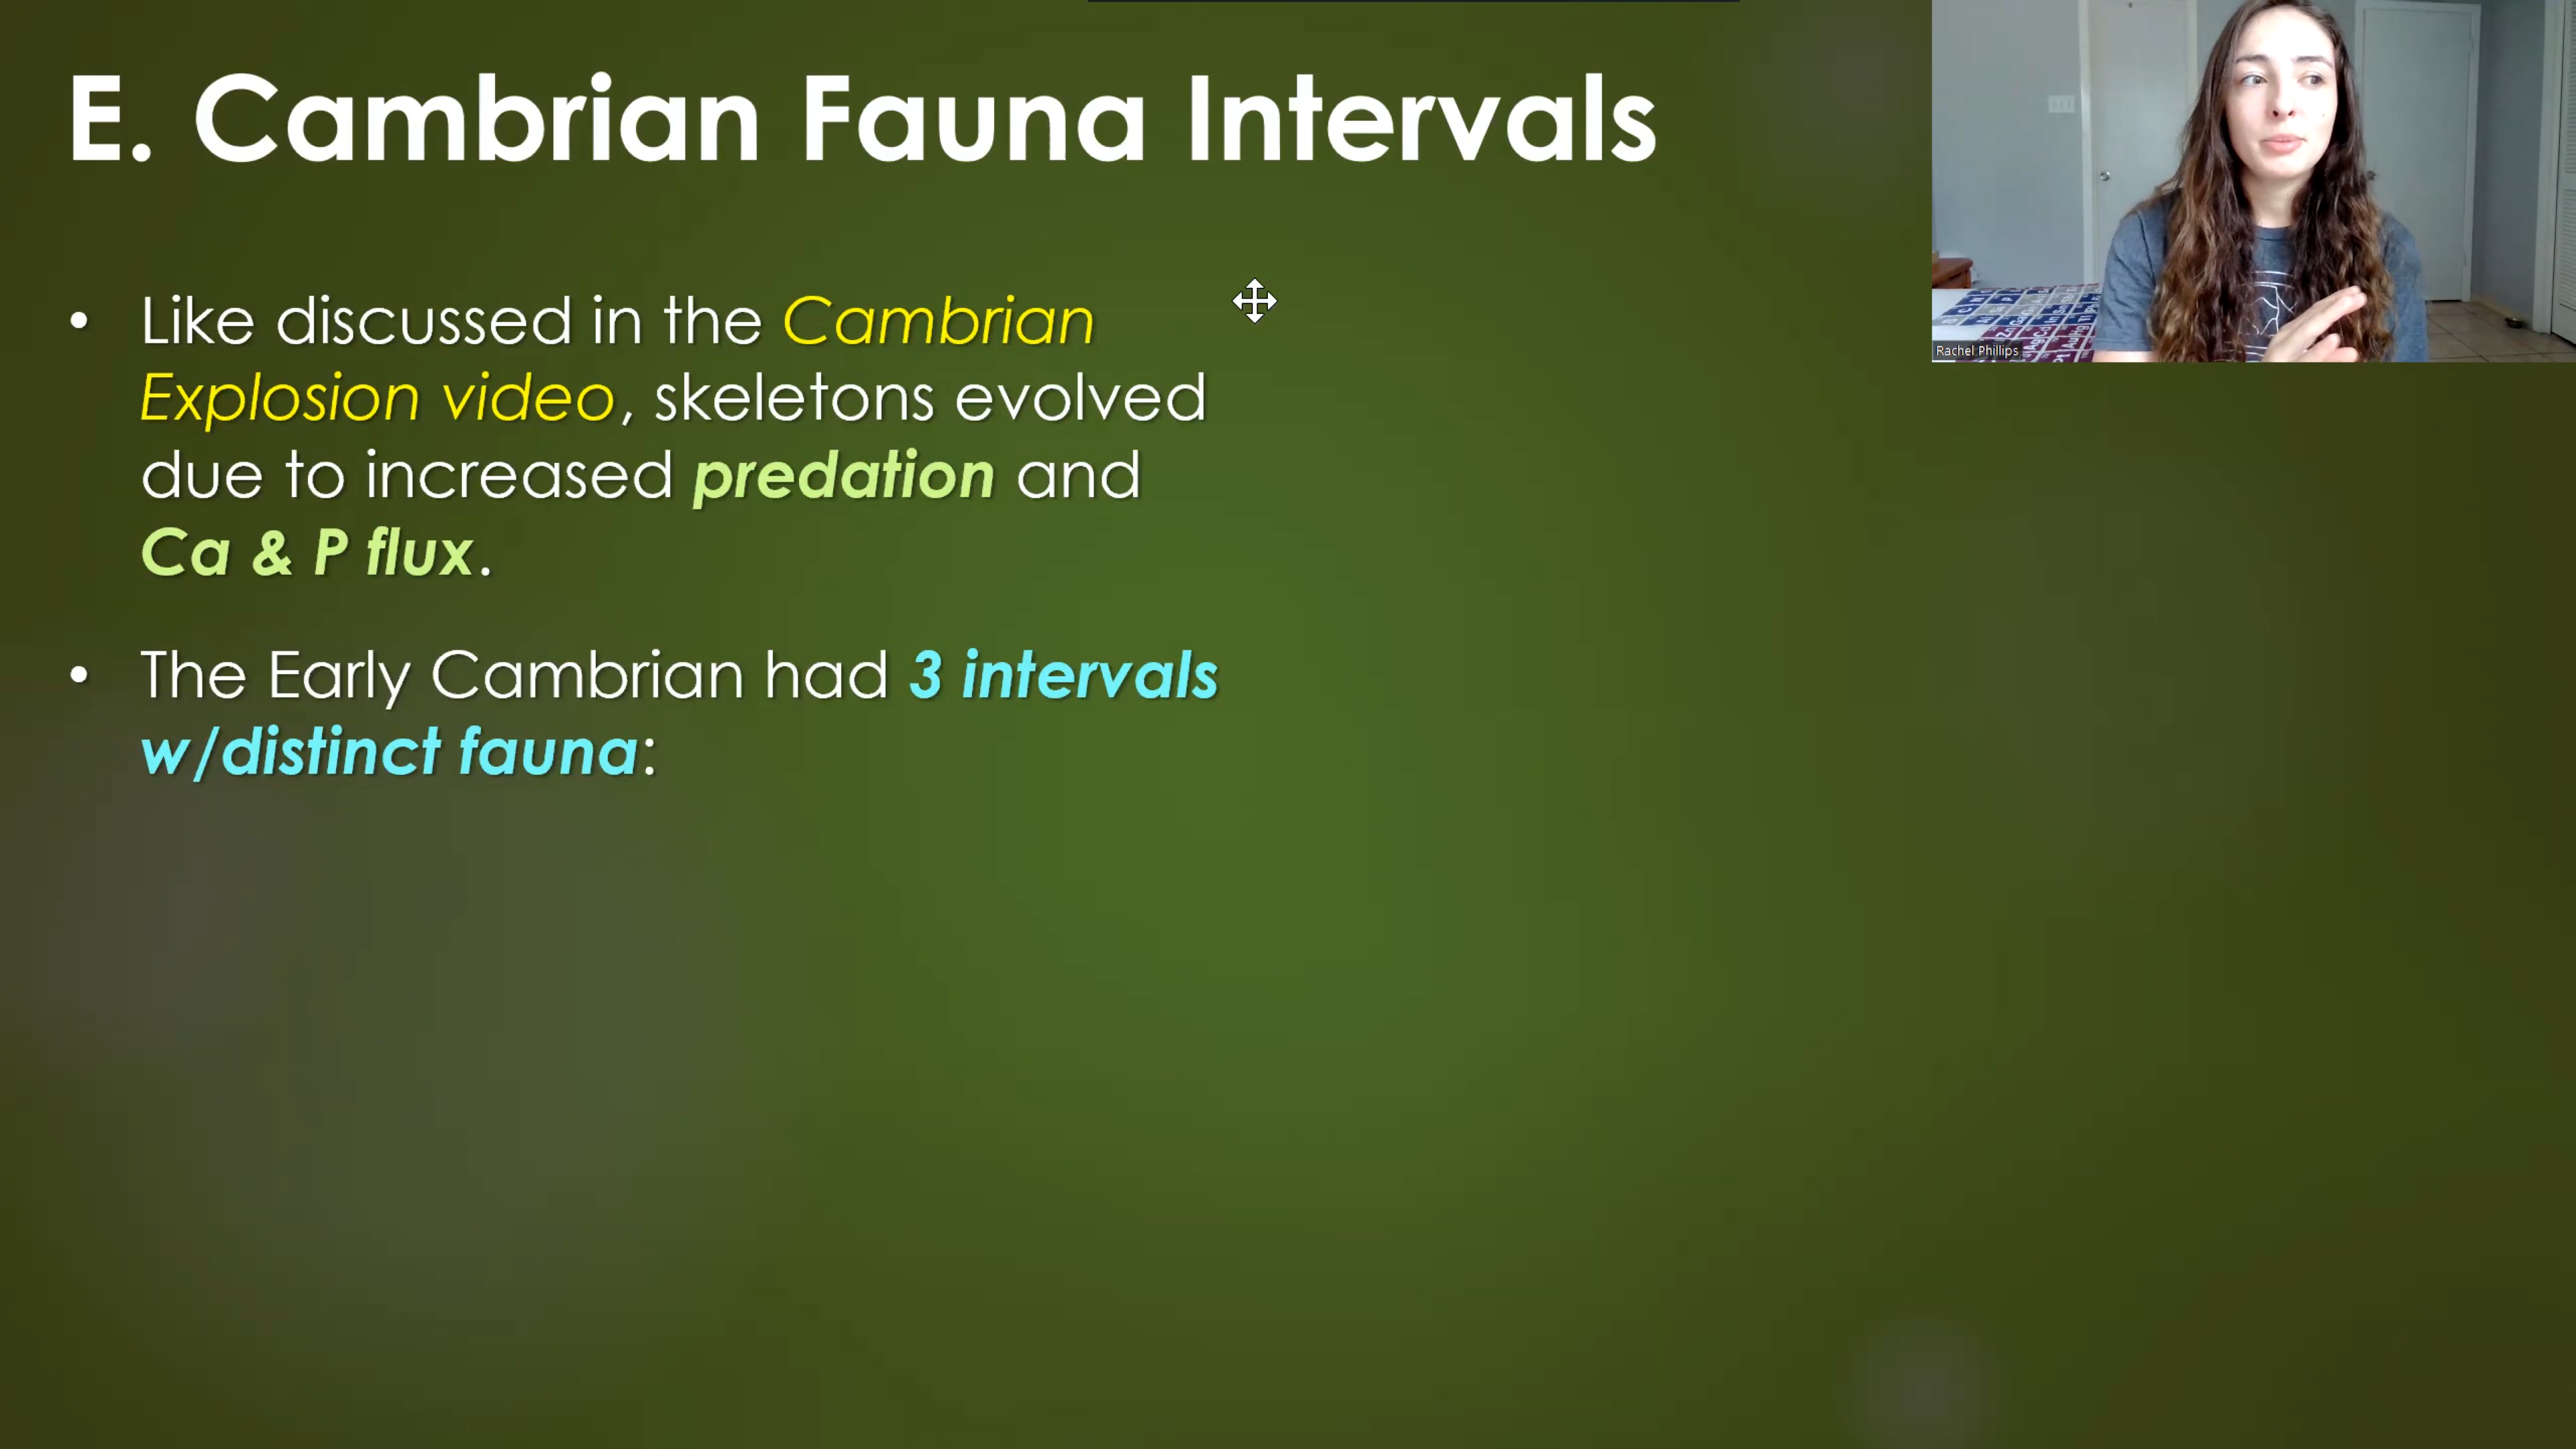 E. Cambrian Fauna Intervals
• Like discussed in the Cambrian
Explosion video, skeletons evolved
due to increased predation and
Ca & P flux.
• The Early Cambrian had 3 intervals
w/distinct fauna:
Rachel Phillips